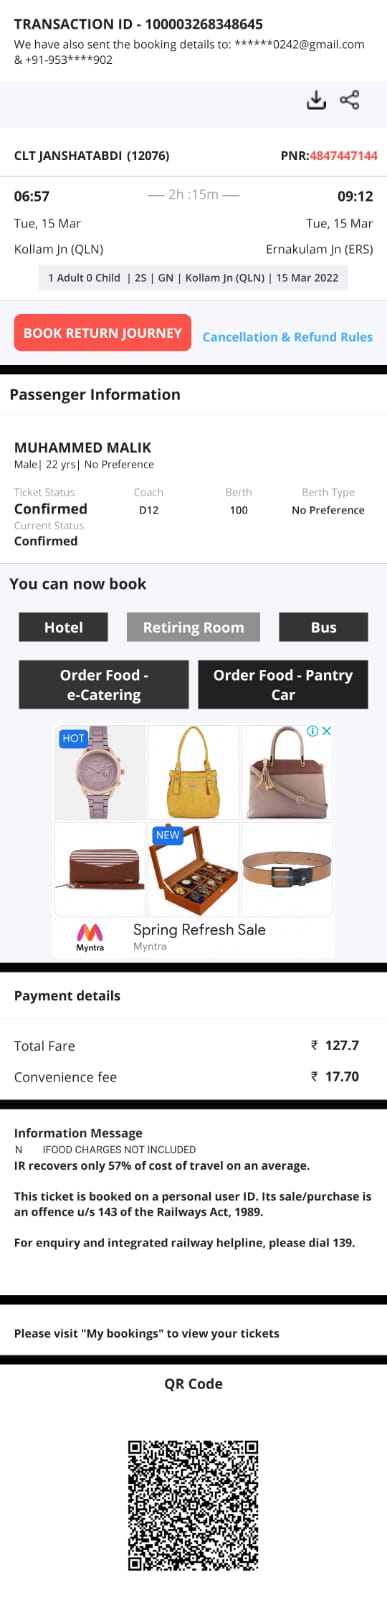 TRANSACTION ID - 100003268348645
We have also sent the booking details to: ******0242@gmail.com
& +91-953****902
CLT JANSHATABDI (12076) PNR:4847447144
06:57 2h :15m 09:12
Tue, 15 Mar Tue, 15 Mar
Kollam Jn (QLN) Ernakulam Jn (ERS)
1 Adult 0 Child | 2S | GN | Kollam Jn (QLN) | 15 Mar 2022
BOOK RETURN JOURNEY Cancellation & Refund Rules
Passenger Information
MUHAMMED MALIK
Male| 22 yrs| No Preference
Ticket Status Coach Berth Berth Type
Confirmed D12 100 No Preference
Current Status
Confirmed
You can now book
Hotel Retiring Room Bus
Order Food - e-Catering Order Food - Pantry Car
HOT
NEW
Spring Refresh Sale
Myntra Myntra
Payment details
Total Fare ₹ 127.7
Convenience fee ₹ 17.70
Information Message
N IFOOD CHARGES NOT INCLUDED
IR recovers only 57% of cost of travel on an average.
This ticket is booked on a personal user ID. Its sale/purchase is
an offence u/s 143 of the Railways Act, 1989.
For enquiry and integrated railway helpline, please dial 139.
Please visit "My bookings" to view your tickets
QR Code